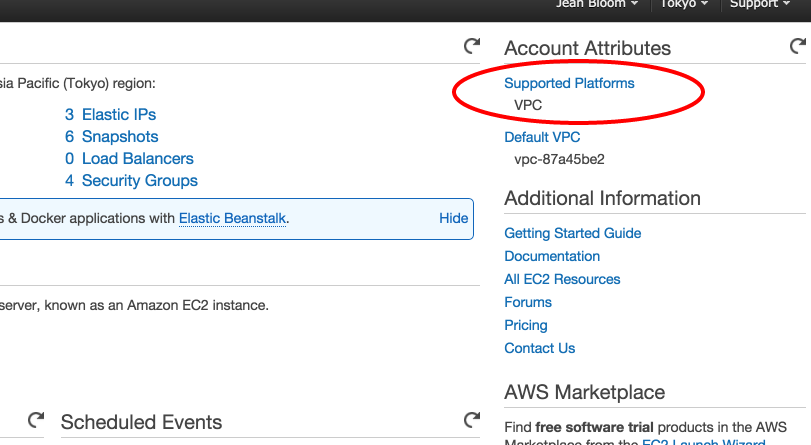 Jean Bloom Tokyo Support
Account Attributes
sia Pacific (Tokyo) region:
Supported Platforms
VPC
3 Elastic IPs
6 Snapshots
0 Load Balancers
4 Security Groups
Default VPC
vpc-87a45be2
Additional Information
s & Docker applications with Elastic Beanstalk. Hide
Getting Started Guide
Documentation
All EC2 Resources
Forums
Pricing
Contact Us
server, known as an Amazon EC2 instance.
AWS Marketplace
Scheduled Events
Find free software trial products in the AWS
Marketplace from the EC2 Launch Wizard